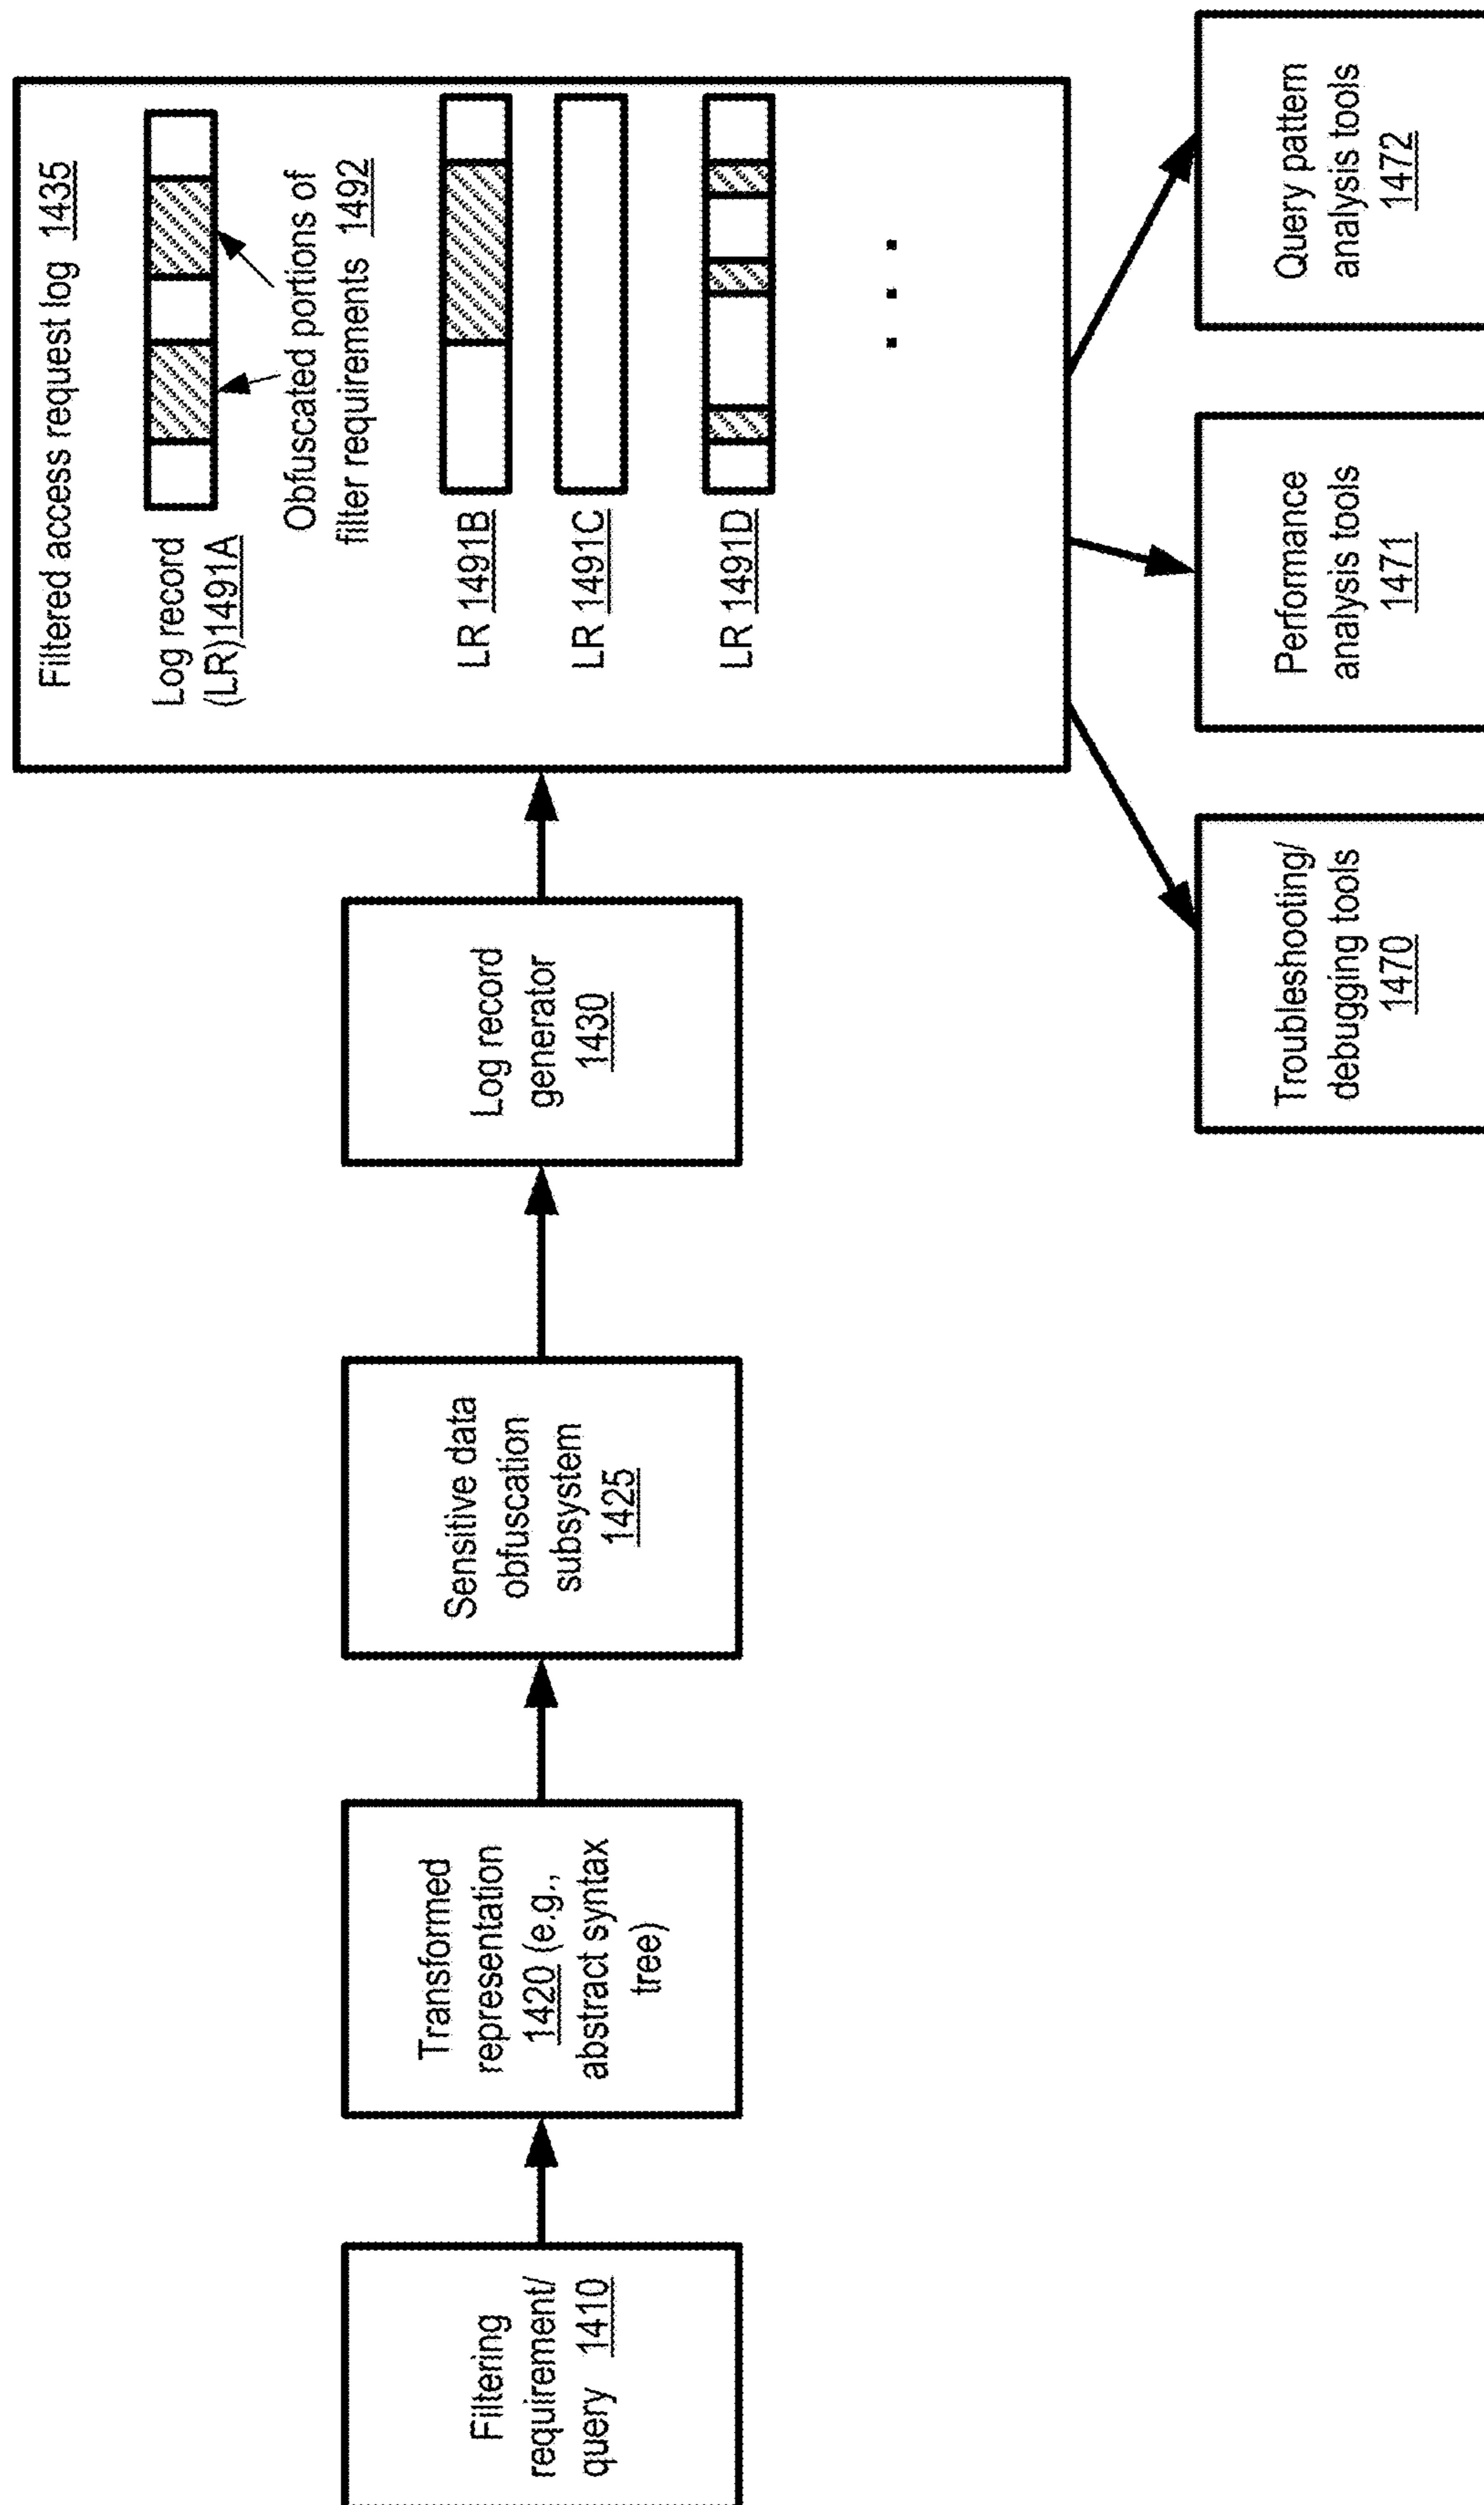 Filtering
requirement/
query 1410
Transformed
representation
1420 (e.g.,
abstract syntax
tree)
Sensitive data
obfuscation
subsystem
1425
Log record
generator
1430
Filtered access request log 1435
Log record
(LR)1491A
Obfuscated portions of
filter requirements 1492
LR 1491B
LR 1491C
LR 1491D
. . .
Troubleshooting/
debugging tools
1470
Performance
analysis tools
1471
Query pattern
analysis tools
1472